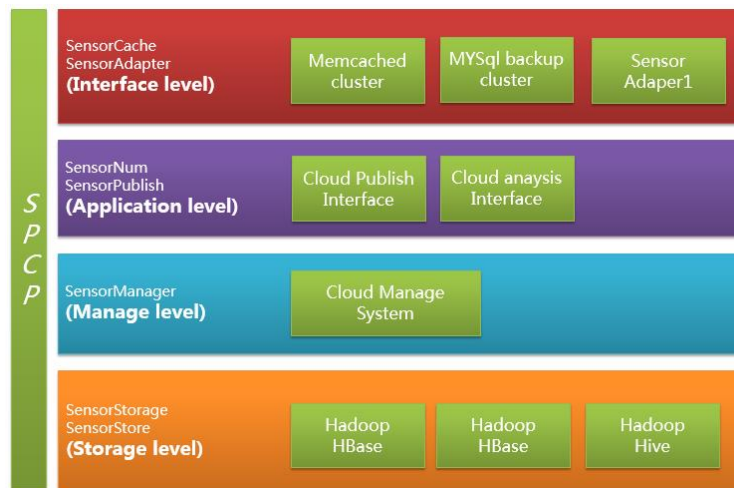 S
P
C
P
SensorCache
SensorAdapter
(Interface level)
Memcached
cluster
MYSql backup
cluster
Sensor
Adaper1
SensorNum
SensorPublish
(Application level)
Cloud Publish
Interface
Cloud anaysis
Interface
SensorManager
(Manage level)
Cloud Manage
System
SensorStorage
SensorStore
(Storage level)
Hadoop
HBase
Hadoop
HBase
Hadoop
Hive